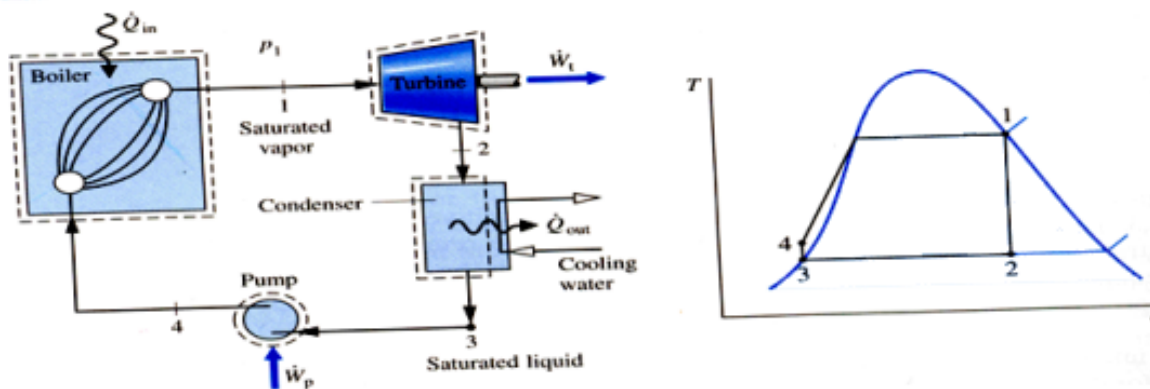 Q̇in
Boiler
p1
Turbine
Ẇt
1
Saturated
vapor
2
Condenser
Q̇out
Cooling
water
Pump
4
3
Saturated liquid
Ẇp
T
1
4
3
2